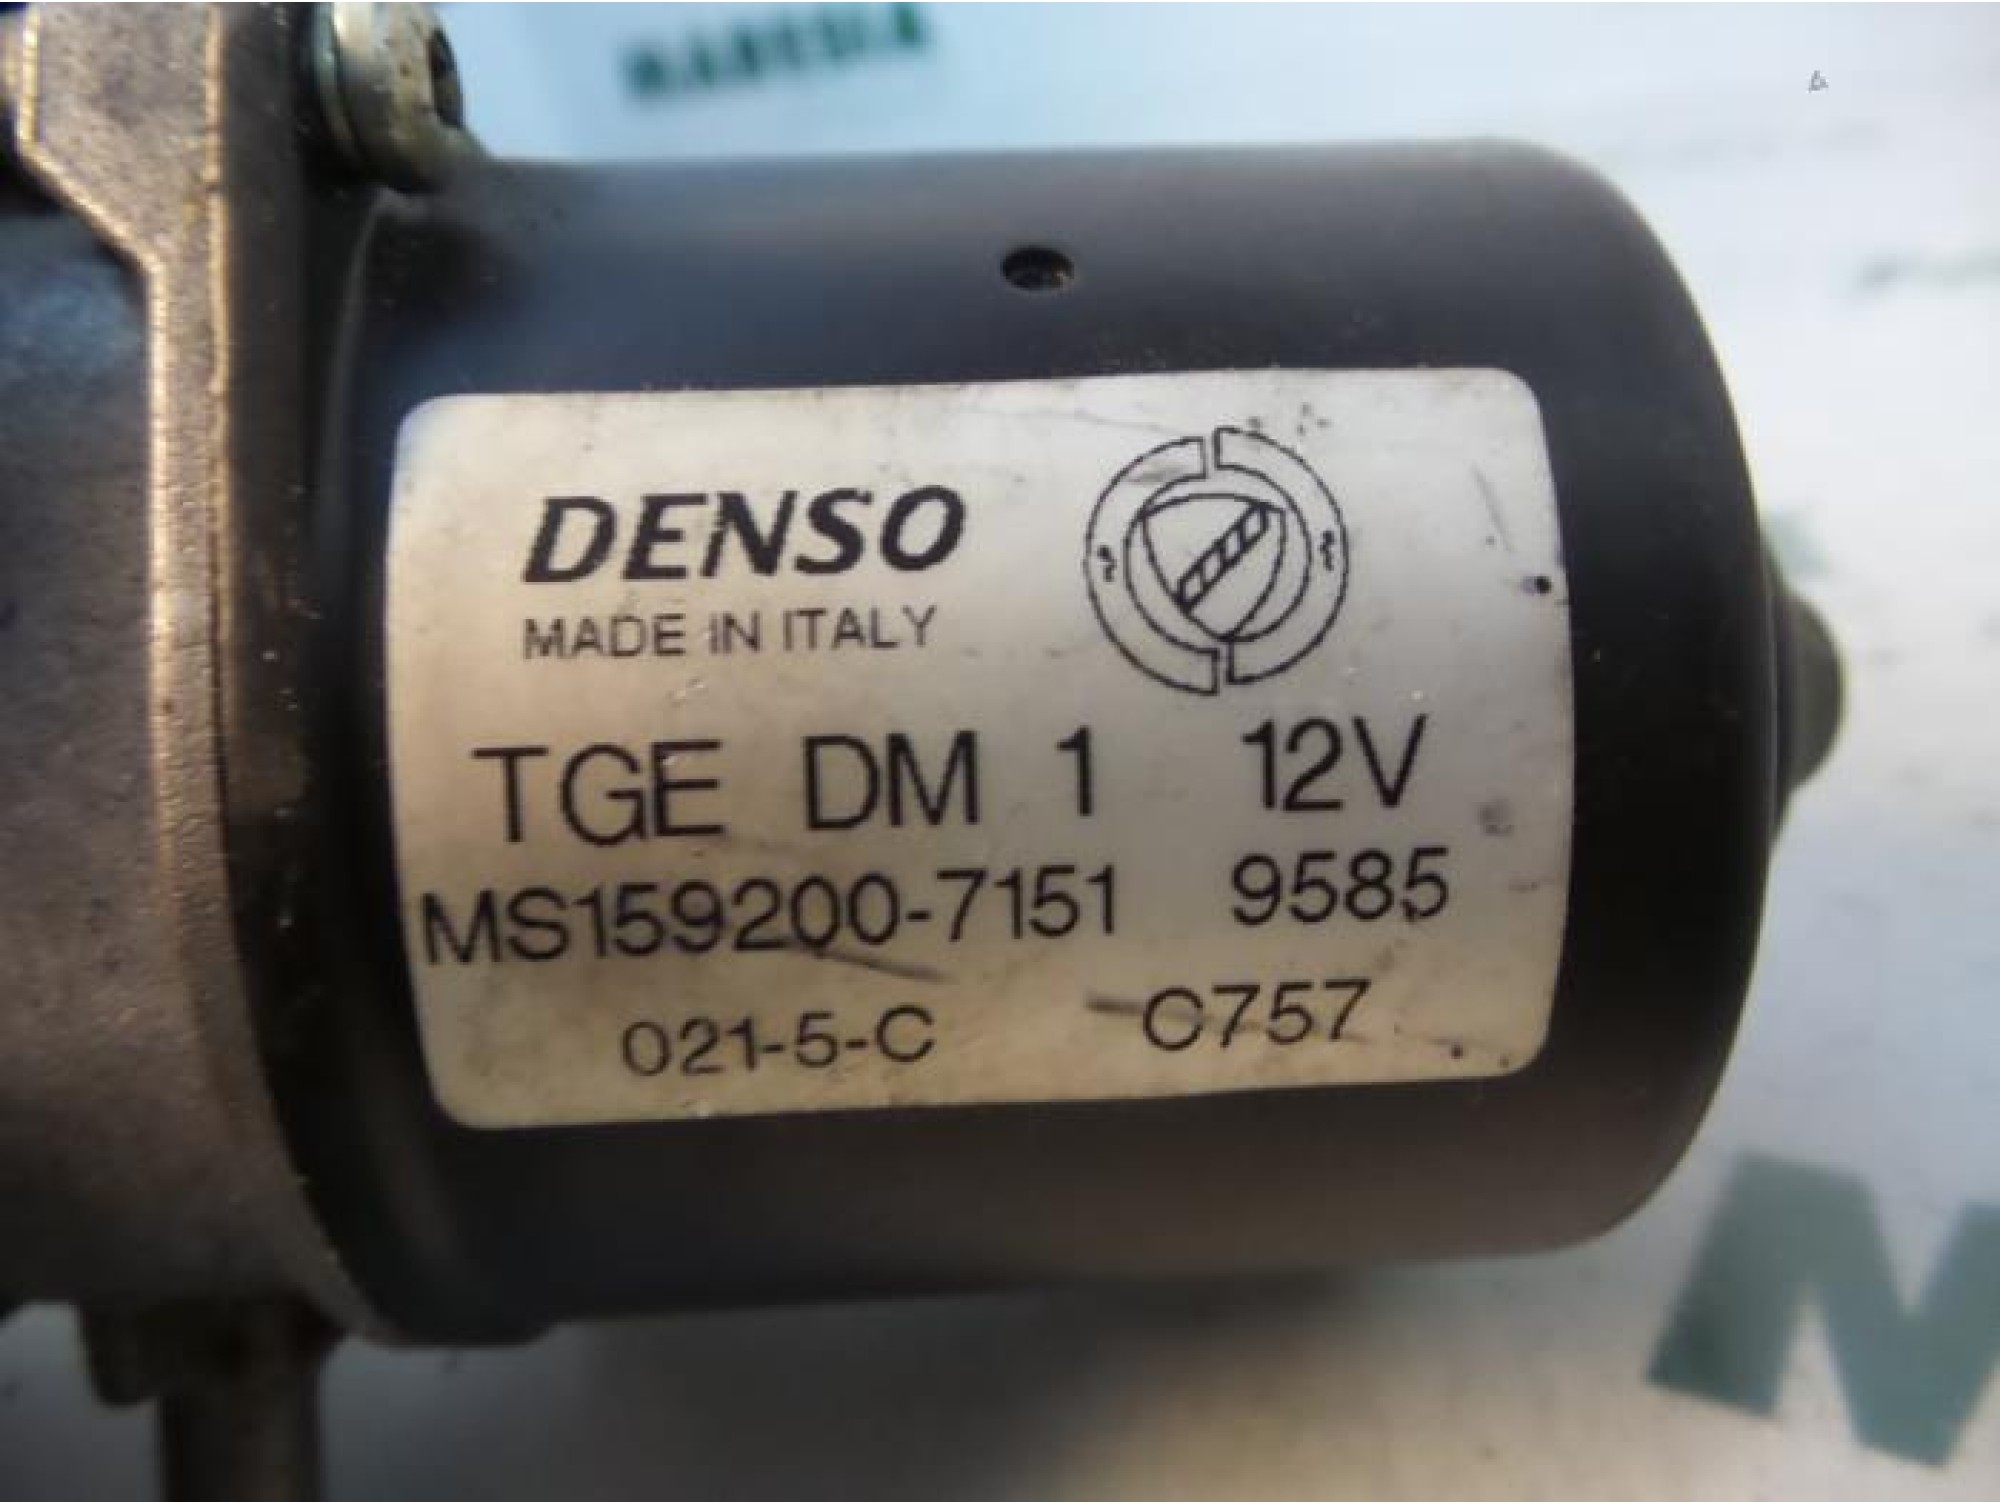 DENSO
MADE IN ITALY
TGE DM 1 12V
MS159200-7151 9585
021-5-C C757